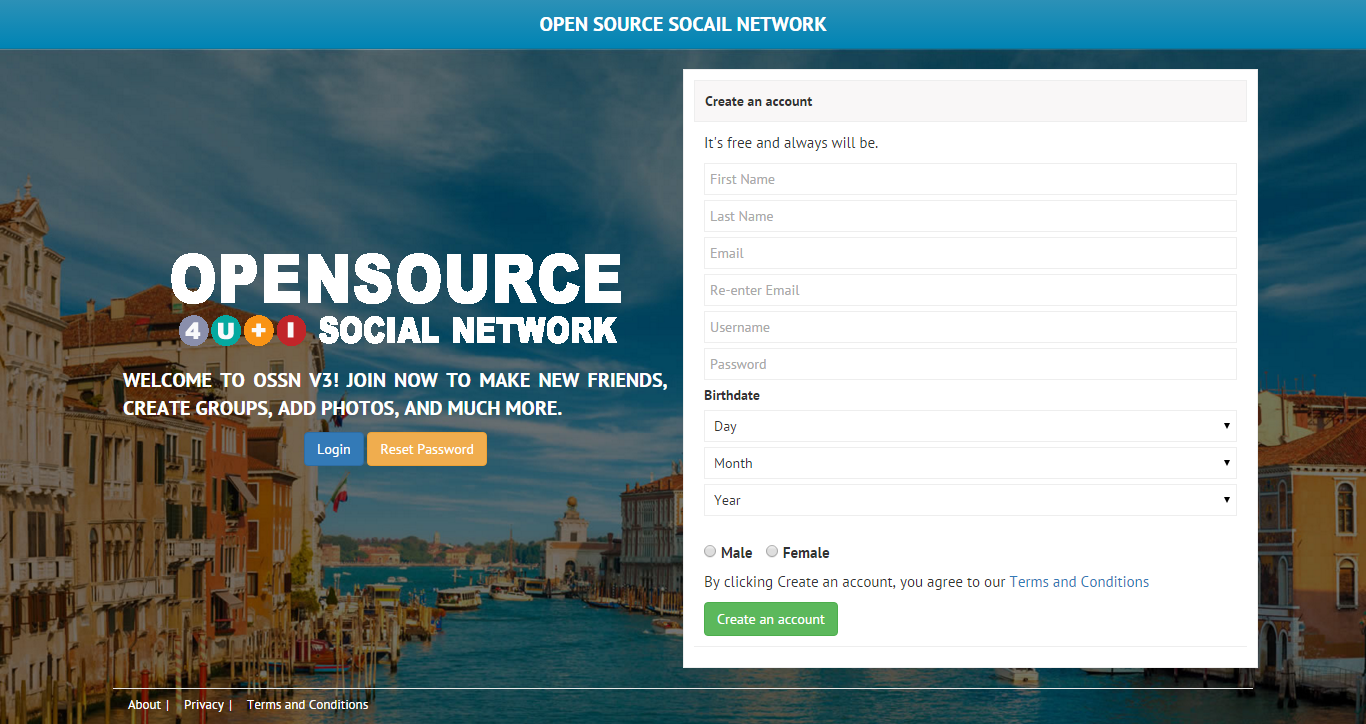 OPEN SOURCE SOCAIL NETWORK
OPENSOURCE
4 U + I SOCIAL NETWORK
WELCOME TO OSSN V3! JOIN NOW TO MAKE NEW FRIENDS,
CREATE GROUPS, ADD PHOTOS, AND MUCH MORE.
Login Reset Password
Create an account
It's free and always will be.
First Name
Last Name
Email
Re-enter Email
Username
Password
Birthdate
Day
Month
Year
Male Female
By clicking Create an account, you agree to our Terms and Conditions
Create an account
About | Privacy | Terms and Conditions